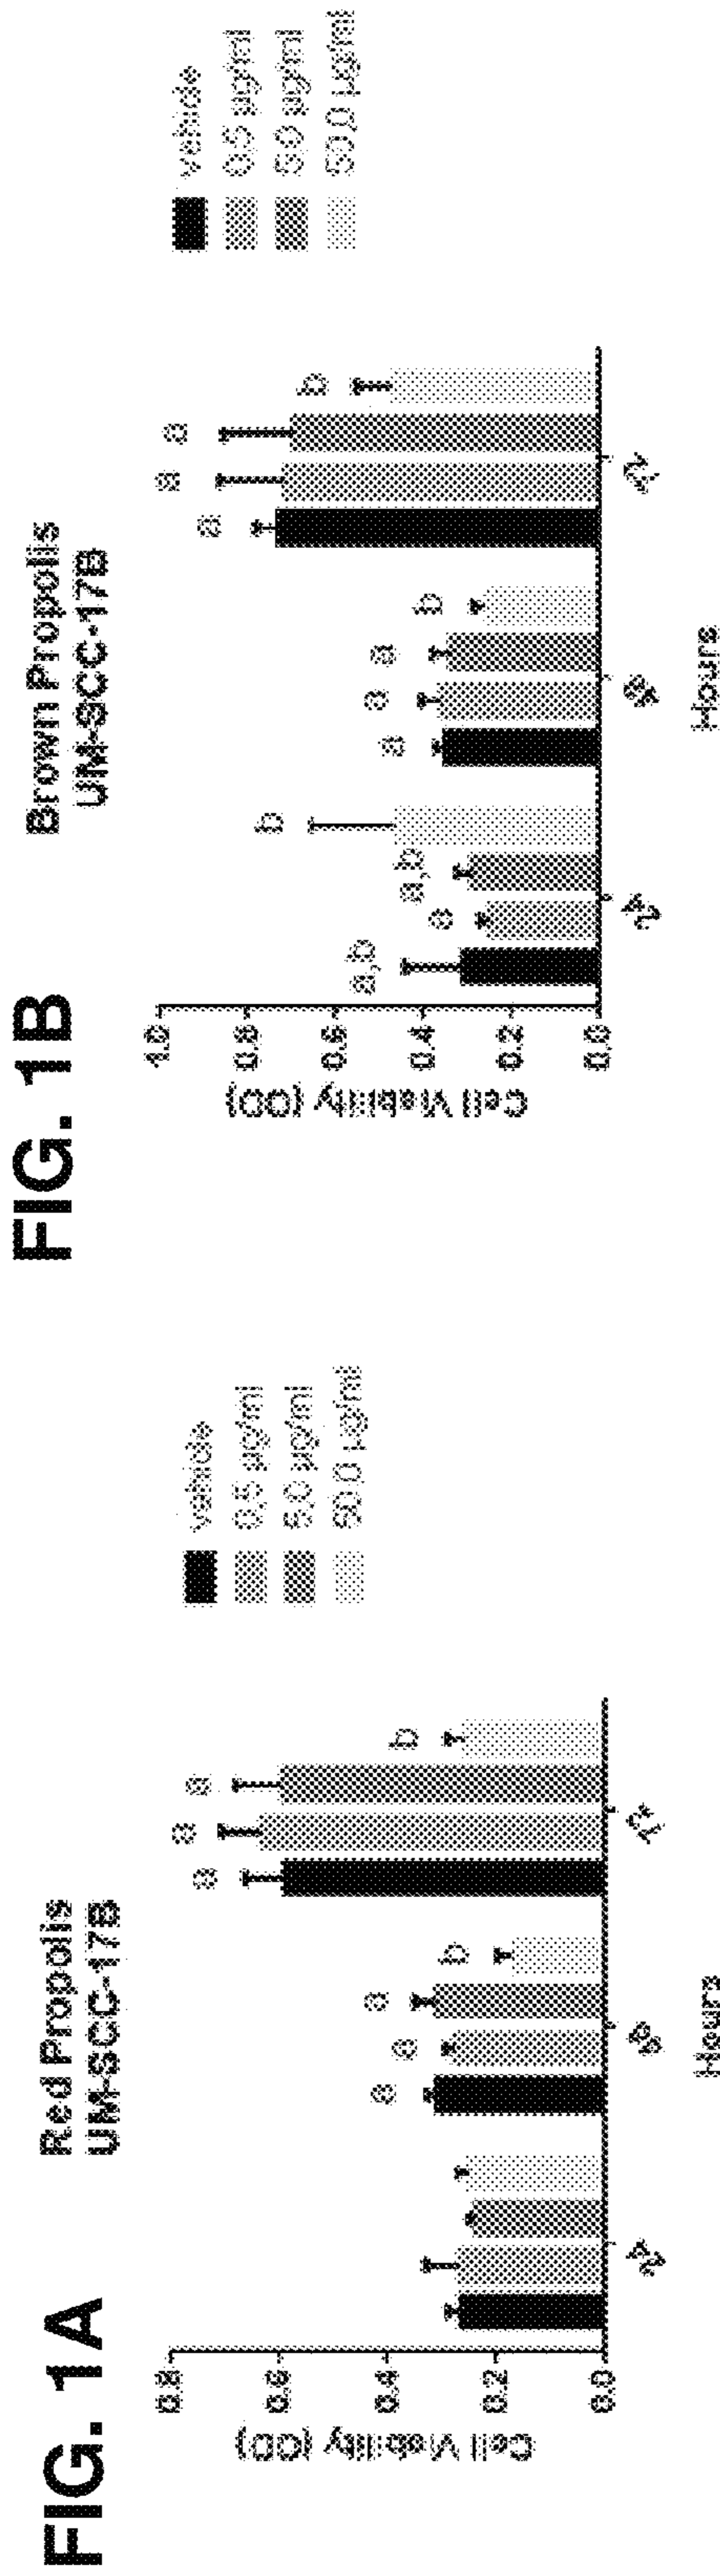 FIG. 1A
Red Propolis
UM-SCC-17B
Cell Viability (OD)
0.8
0.6
0.4
0.2
0.0
a
a
a
b
a
a
a
b
24
48
72
Hours
vehicle
0.5 µg/ml
5.0 µg/ml
50.0 µg/ml
FIG. 1B
Brown Propolis
UM-SCC-17B
Cell Viability (OD)
1.0
0.8
0.6
0.4
0.2
0.0
a,b
a
a,b
b
a
a
a
b
a
a
a
b
24
48
72
Hours
vehicle
0.5 µg/ml
5.0 µg/ml
50.0 µg/ml